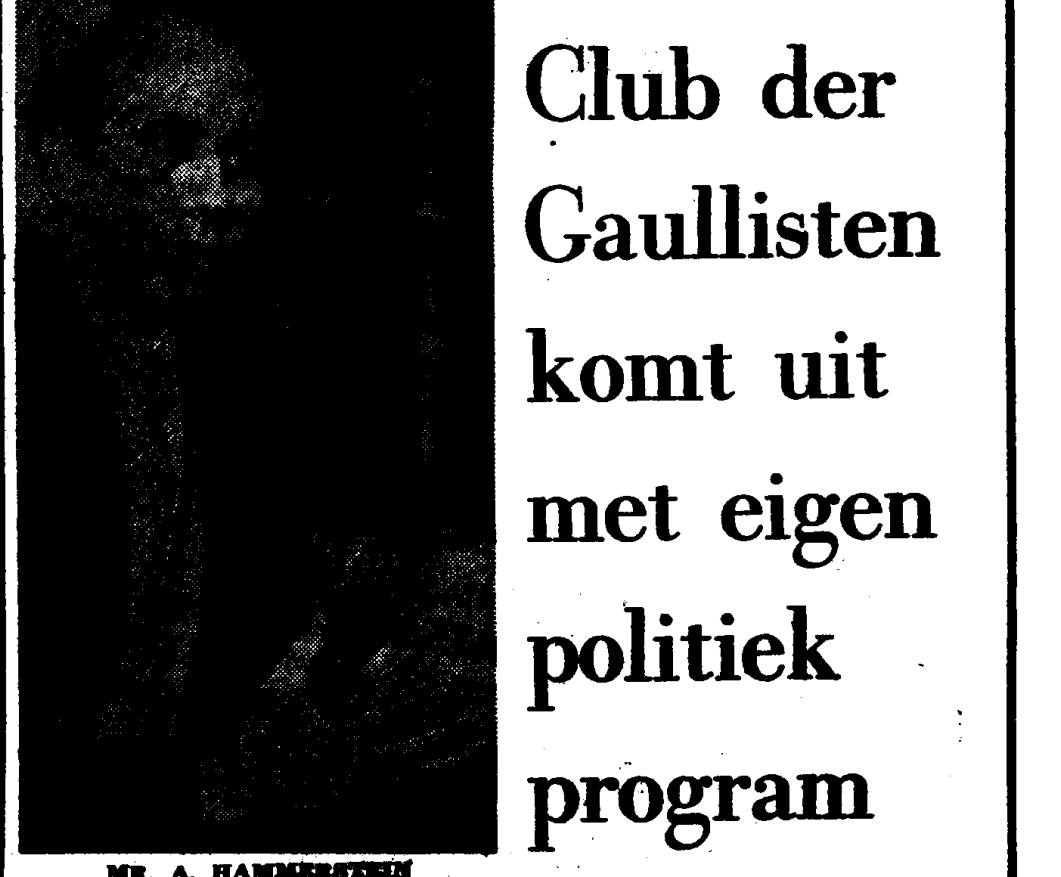 Club der
Gaullisten
komt uit
met eigen
politiek
program
MR. A. HAMMERSTEIN